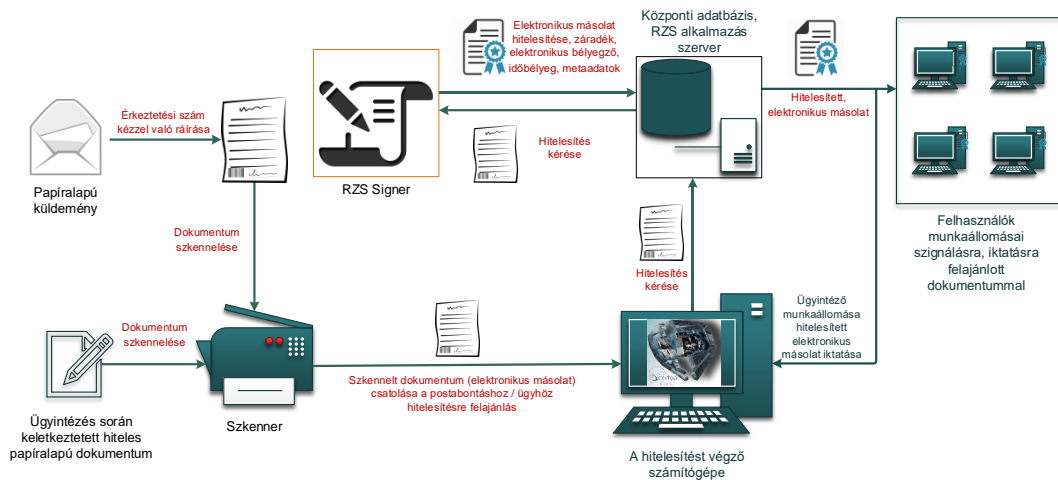 Elektronikus másolat
hitelesítése, záradék,
elektronikus bélyegző,
időbélyeg, metaadatok
Központi adatbázis,
RZS alkalmazás
szerver
Érkeztetési szám
kézzel való ráírása
Hitelesített,
elektronikus másolat
Hitelesítés
kérése
Papíralapú
küldemény
RZS Signer
Dokumentum
szkennelése
Hitelesítés
kérése
Felhasználók
munkaállomásai
szignálásra, iktatásra
felajánlott
dokumentummal
Dokumentum
szkennelése
Ügyintéző
munkaállomása
hitelesített
elektronikus
másolat iktatása
Szkennelt dokumentum (elektronikus másolat)
csatolása a postabontáshoz / ügyhöz
hitelesítésre felajánlás
Ügyintézés során
keletkeztetett hiteles
papíralapú dokumentum
Szkenner
A hitelesítést végző
számítógépe